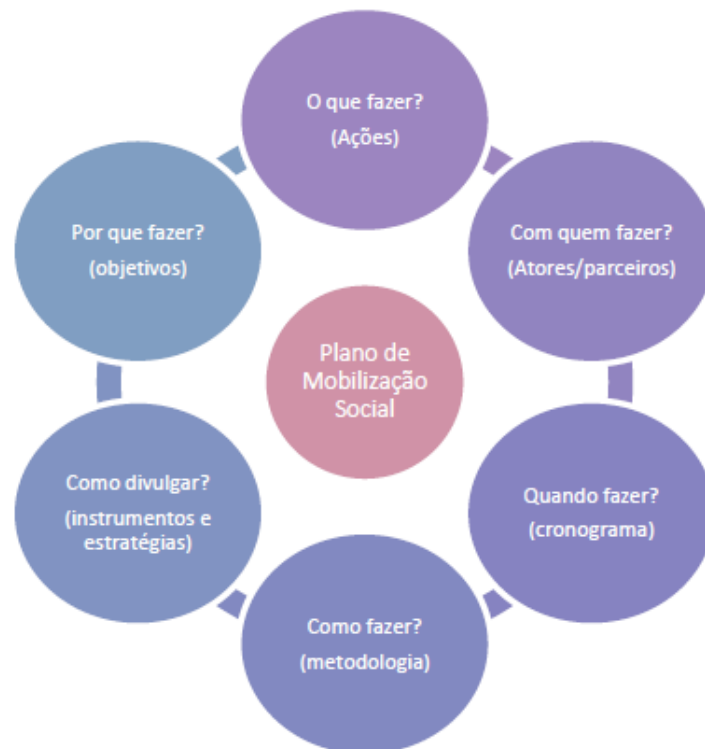 O que fazer?
(Ações)
Com quem fazer?
(Atores/parceiros)
Quando fazer?
(cronograma)
Como fazer?
(metodologia)
Como divulgar?
(instrumentos e
estratégias)
Por que fazer?
(objetivos)
Plano de
Mobilização
Social